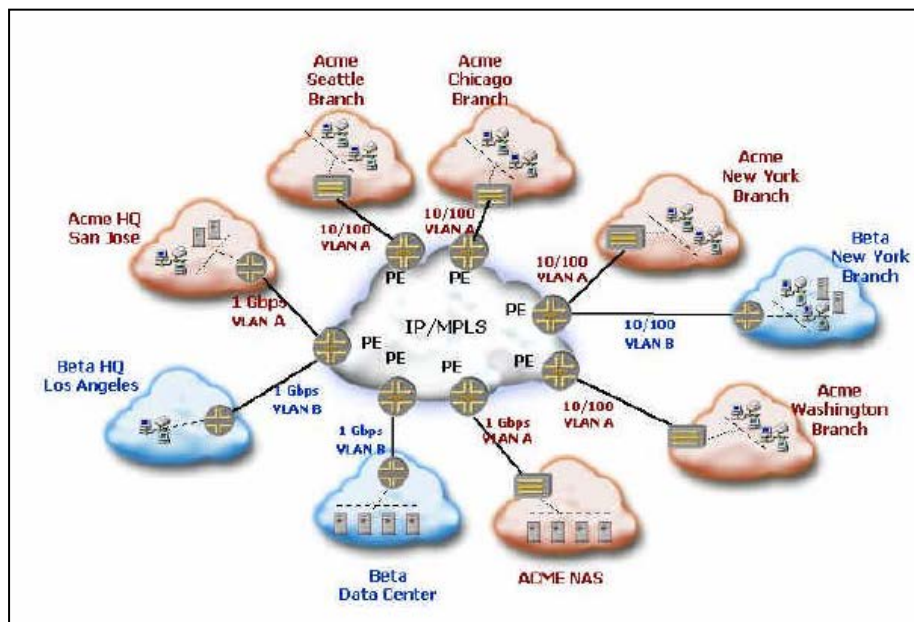 Acme
Seattle
Branch
Acme
Chicago
Branch
Acme
New York
Branch
Acme HQ
San Jose
10/100
VLAN A
10/100
VLAN A
10/100
VLAN A
Beta
New York
Branch
PE
PE
1 Gbps
VLAN A
PE
IP/MPLS
10/100
VLAN B
PE
PE
PE
PE
Beta HQ
Los Angeles
1 Gbps
VLAN B
10/100
VLAN A
Acme
Washington
Branch
1 Gbps
VLAN B
1 Gbps
VLAN A
Beta
Data Center
ACME NAS